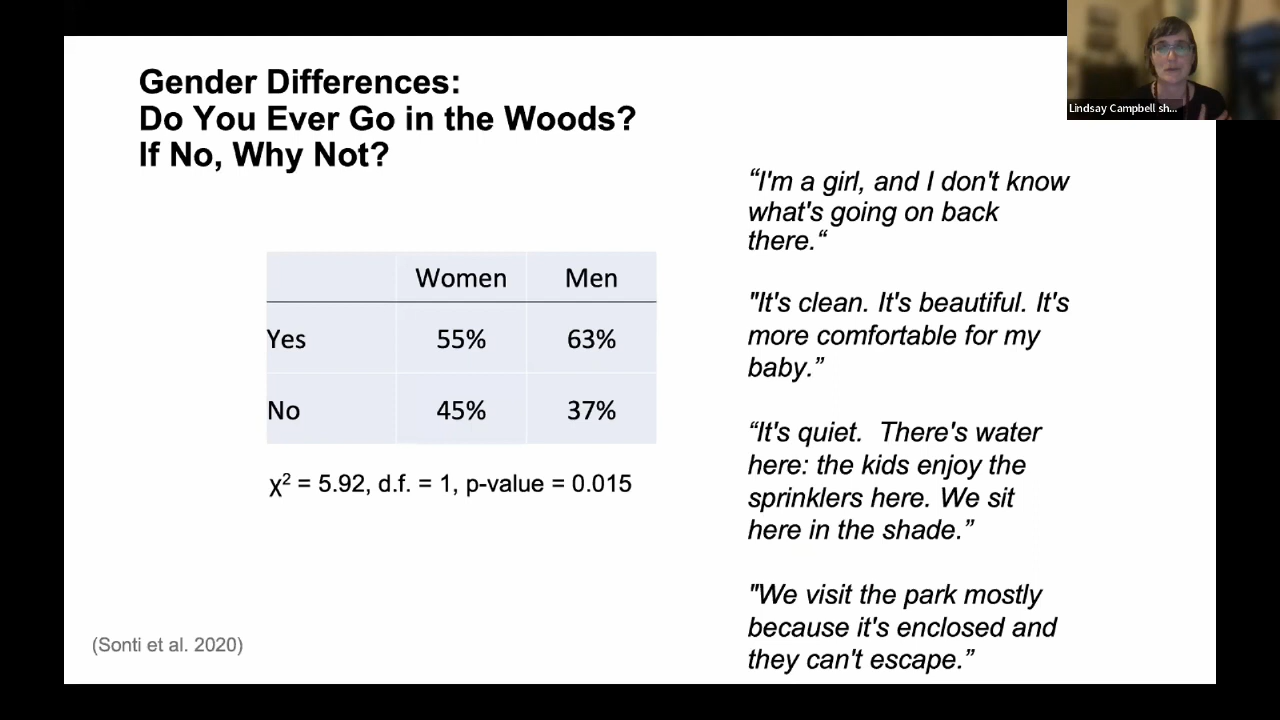 Gender Differences:
Do You Ever Go in the Woods?
If No, Why Not?
Lindsay Campbell sh...
Women Men
Yes 55% 63%
No 45% 37%
χ² = 5.92, d.f. = 1, p-value = 0.015
(Sonti et al. 2020)
“I'm a girl, and I don't know
what's going on back
there.“
"It's clean. It's beautiful. It's
more comfortable for my
baby.”
“It's quiet.  There's water
here: the kids enjoy the
sprinklers here. We sit
here in the shade.”
"We visit the park mostly
because it's enclosed and
they can't escape.”